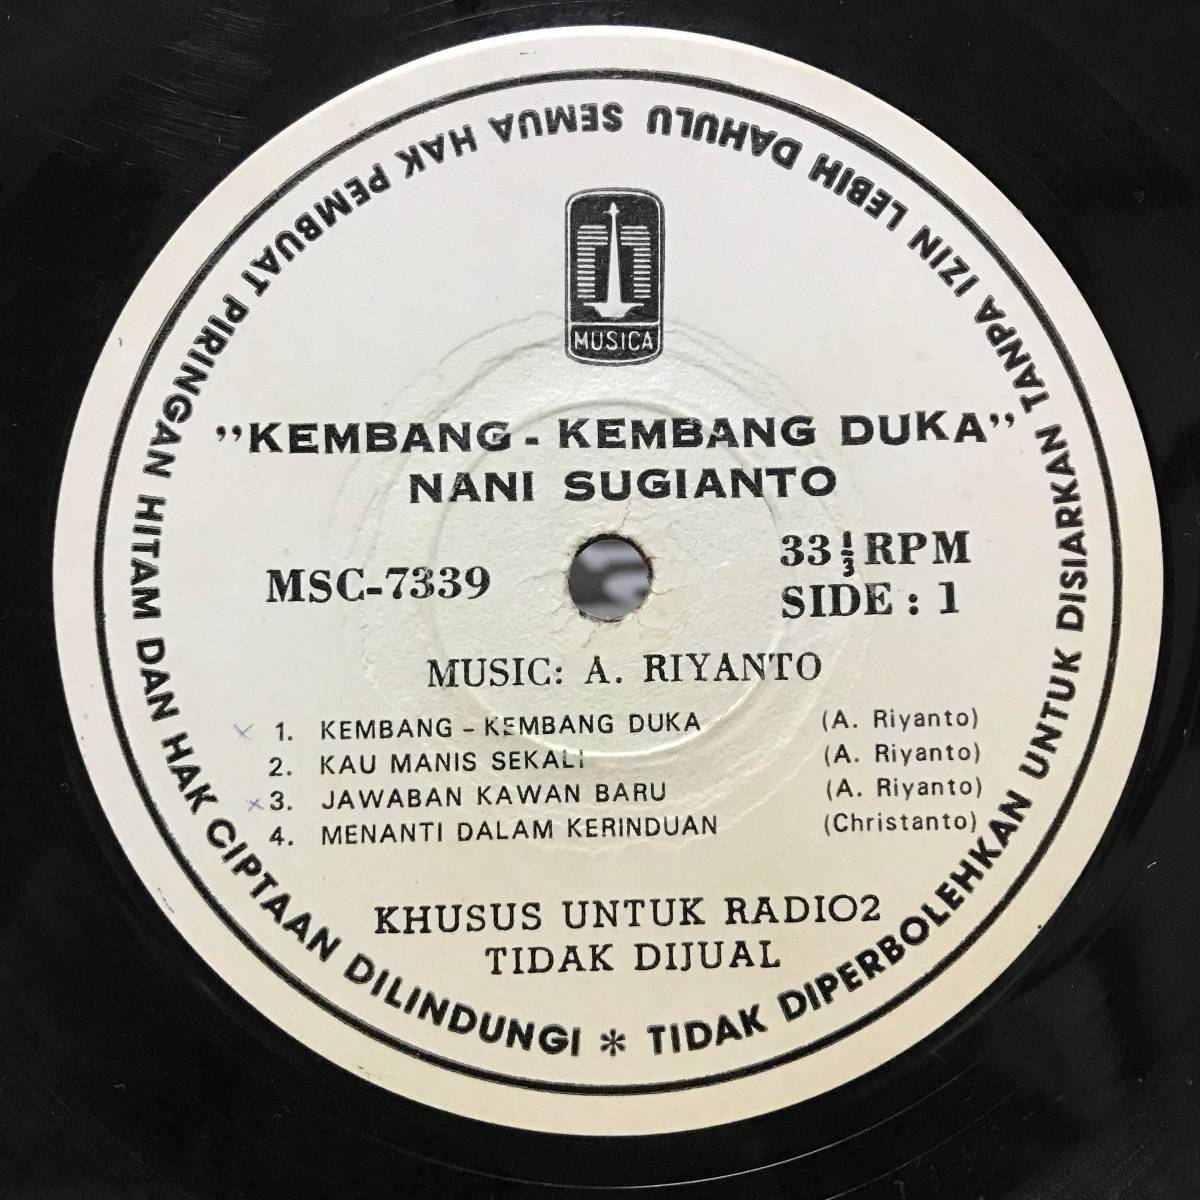 SEMUA HAK PEMBUAT PIRINGAN HITAM DAN HAK CIPTAAN DILINDUNGI * TIDAK DIPERBOLEHKAN UNTUK DISIARKAN TANPA IZIN LEBIH DAHULU
MUSICA
"KEMBANG - KEMBANG DUKA"
NANI SUGIANTO
MSC-7339
33 1/3 RPM
SIDE : 1
MUSIC: A. RIYANTO
1. KEMBANG - KEMBANG DUKA (A. Riyanto)
2. KAU MANIS SEKALI (A. Riyanto)
3. JAWABAN KAWAN BARU (A. Riyanto)
4. MENANTI DALAM KERINDUAN (Christanto)
KHUSUS UNTUK RADIO2
TIDAK DIJUAL